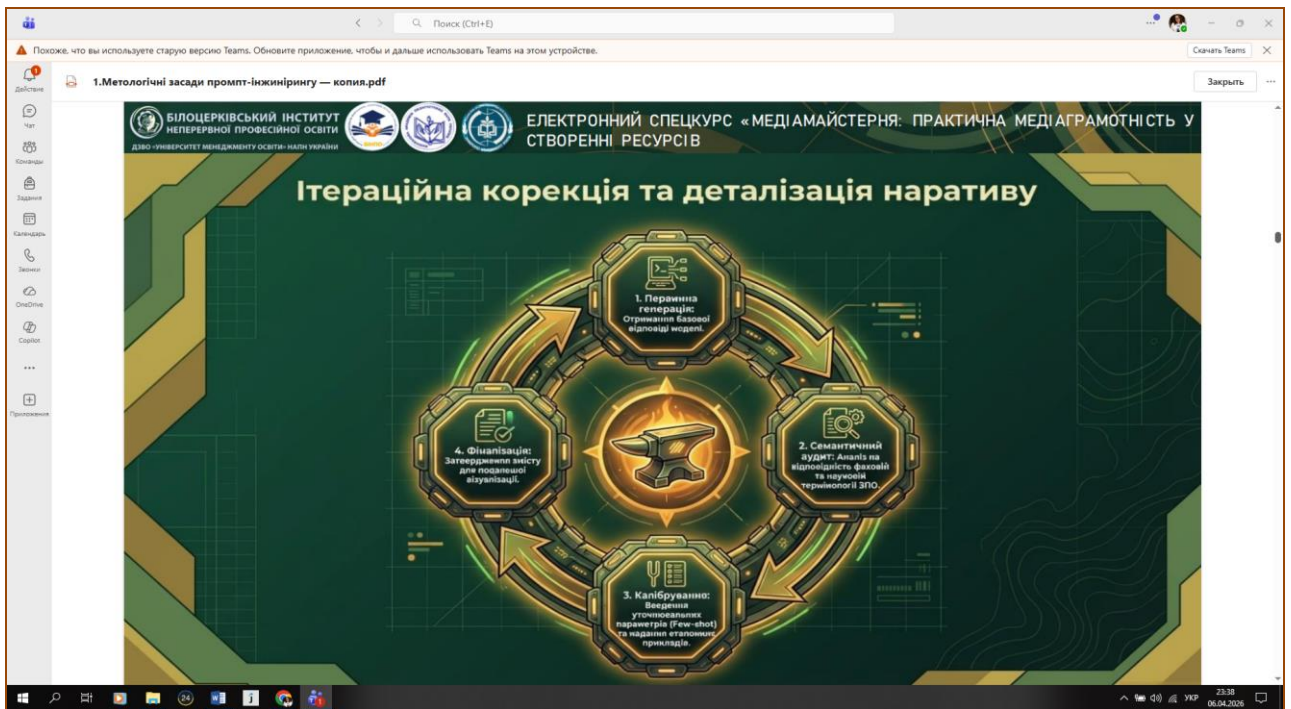 Поиск (Ctrl+E)
Похоже, что вы используете старую версию Teams. Обновите приложение, чтобы и дальше использовать Teams на этом устройстве.
Скачать Teams
1.Метологічні засади промпт-інжинірингу — копия.pdf
Закрыть
Действие
Чат
Команды
Задания
Календарь
Звонки
OneDrive
Copilot
Приложения
БІЛОЦЕРКІВСЬКИЙ ІНСТИТУТ
НЕПЕРЕРВНОЇ ПРОФЕСІЙНОЇ ОСВІТИ
ДЗВО «УНІВЕРСИТЕТ МЕНЕДЖМЕНТУ ОСВІТИ» НАПН УКРАЇНИ
ЕЛЕКТРОННИЙ СПЕЦКУРС «МЕДІАМАЙСТЕРНЯ: ПРАКТИЧНА МЕДІАГРАМОТНІСТЬ У
СТВОРЕННІ РЕСУРСІВ
Ітераційна корекція та деталізація наративу
1. Первинна
генерація:
Отримання базової
відповіді моделі.
2. Семантичний
аудит: Аналіз на
відповідність фаховій
та науковій
термінології ЗПО.
3. Калібрування:
Введення
уточнювальних
параметрів (Few-shot)
та надання еталонних
прикладів.
4. Фіналізація:
Затвердження змісту
для подальшої
візуалізації.
24
УКР
23:38
06.04.2026